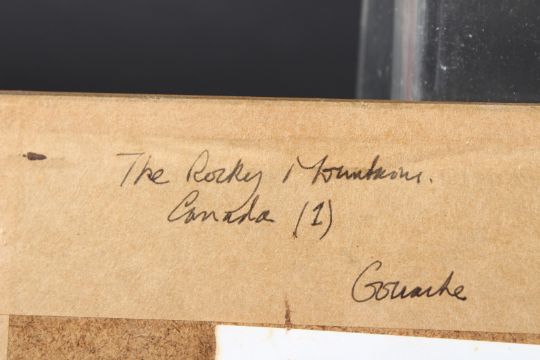 The Rocky Mountains.
Canada (1)
Gouache